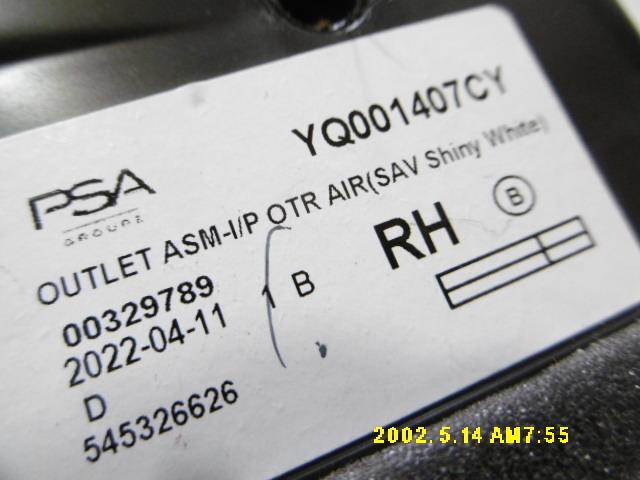 YQ001407CY
PSA
GROUPE
OUTLET ASM-I/P OTR AIR(SAV Shiny White)
RH B
00329789
2022-04-11 1 B
D
545326626
2002. 5.14 AM7:55